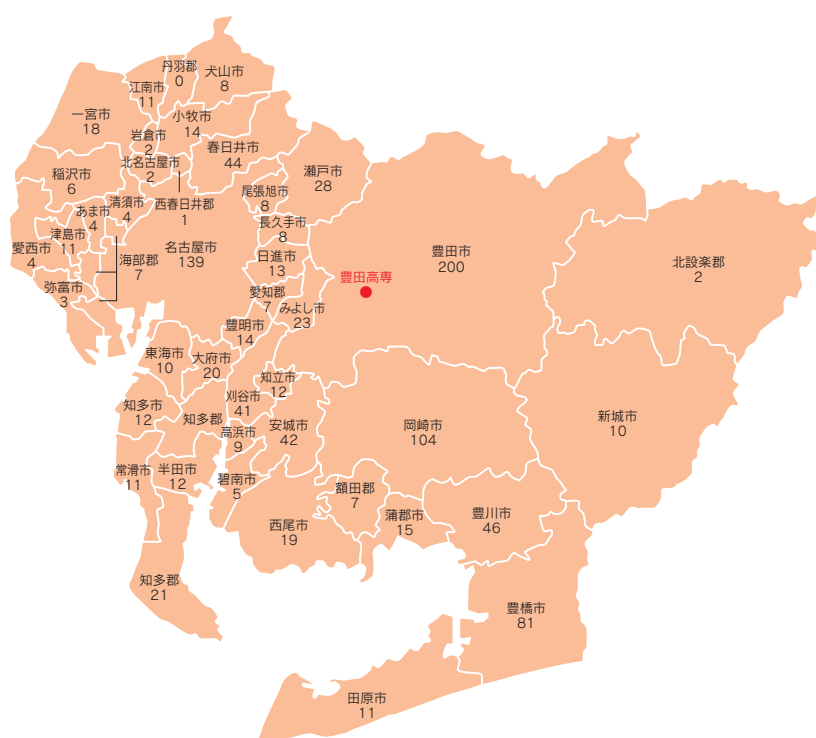 丹羽郡
0
犬山市
8
江南市
11
一宮市
18
小牧市
14
岩倉市
2
春日井市
44
北名古屋市
2
瀬戸市
28
稲沢市
6
尾張旭市
8
清須市
4
西春日井郡
1
あま市
4
長久手市
8
津島市
11
愛西市
4
海部郡
7
名古屋市
139
日進市
13
豊田市
200
北設楽郡
2
豊田高専
弥富市
3
愛知郡
7
みよし市
23
豊明市
14
東海市
10
大府市
20
知立市
12
刈谷市
41
知多市
12
知多郡
高浜市
9
安城市
42
岡崎市
104
新城市
10
常滑市
11
半田市
12
碧南市
5
額田郡
7
西尾市
19
蒲郡市
15
豊川市
46
知多郡
21
豊橋市
81
田原市
11